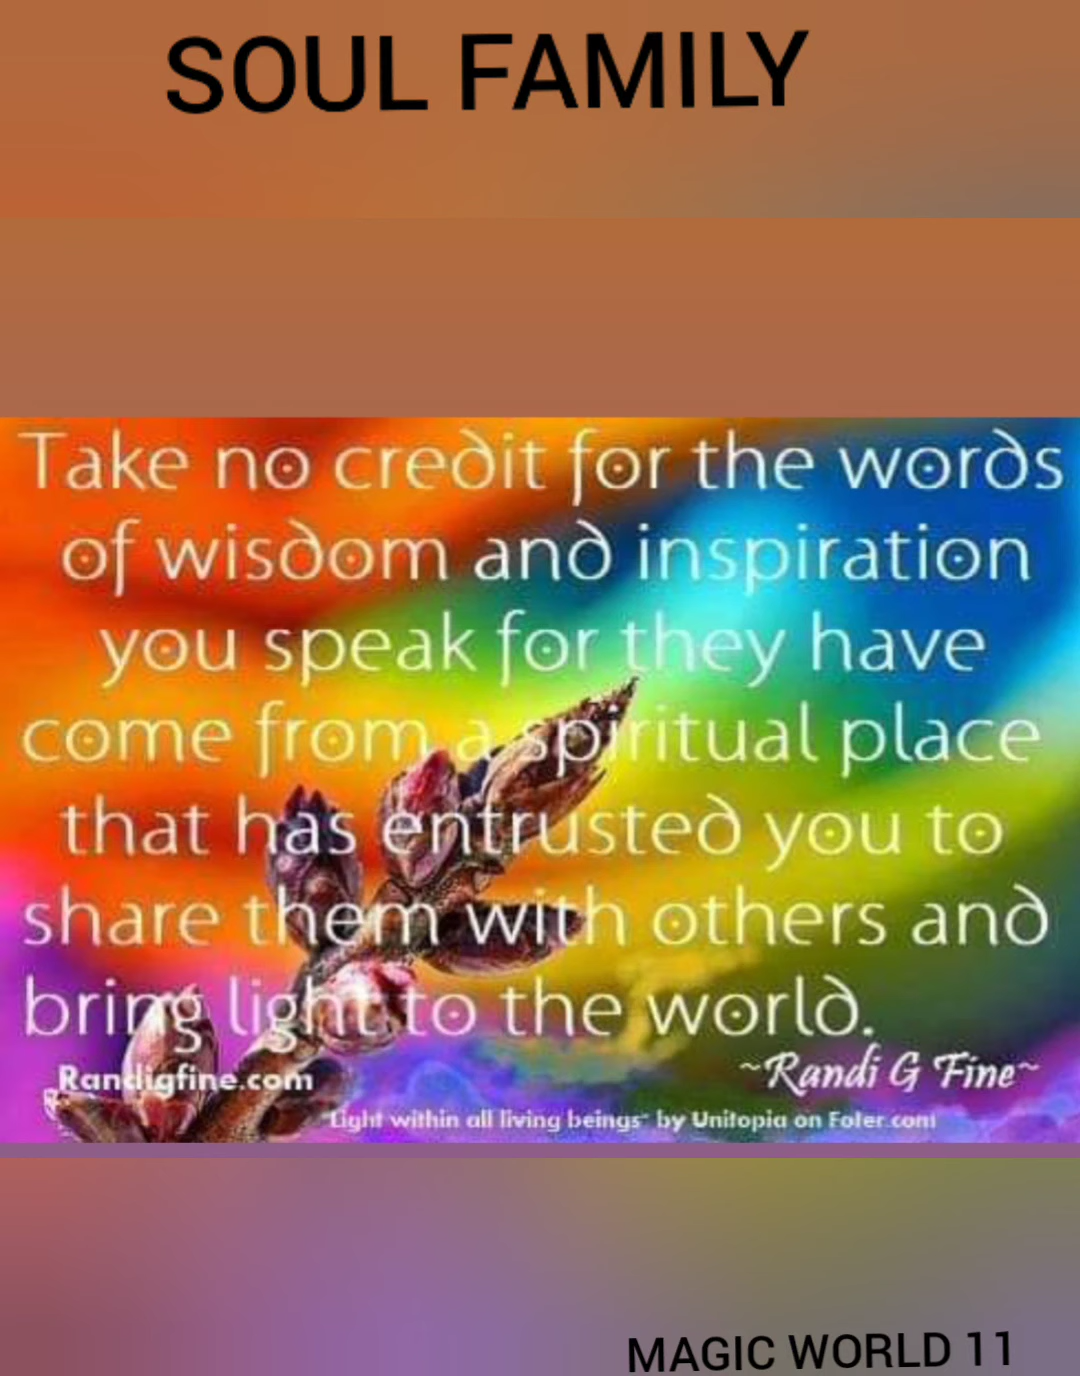 SOUL FAMILY
Take no credit for the words
of wisdom and inspiration
you speak for they have
come from a spiritual place
that has entrusted you to
share them with others and
bring light to the world.
~Randi G Fine~
Randigfine.com
"Light within all living beings" by Unitopia on Foter.com
MAGIC WORLD 11